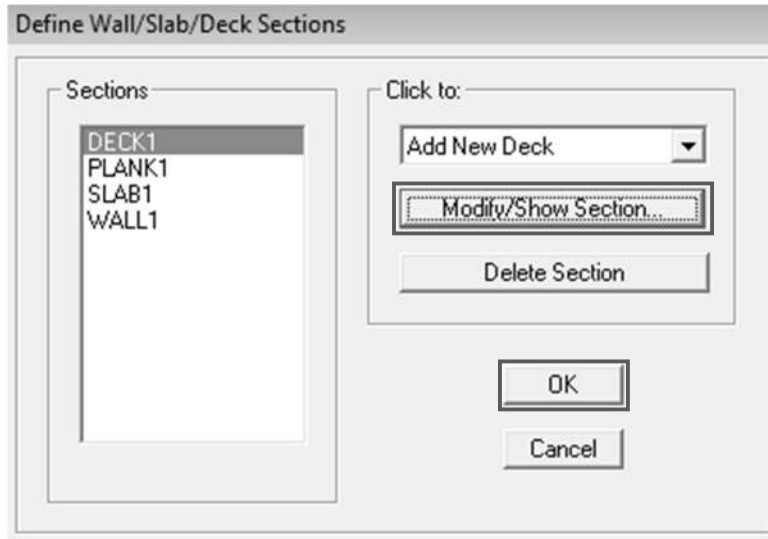 Define Wall/Slab/Deck Sections
Sections
DECK1
PLANK1
SLAB1
WALL1
Click to:
Add New Deck
Modify/Show Section...
Delete Section
OK
Cancel